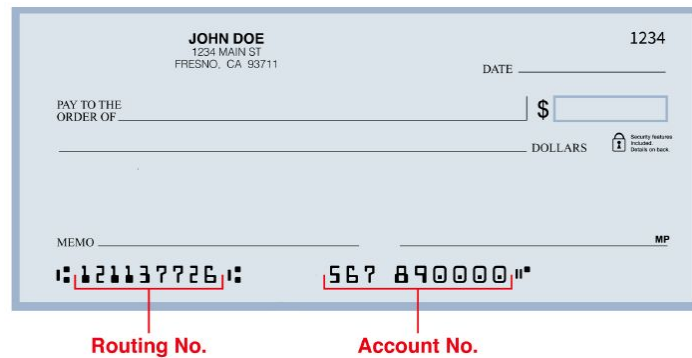 JOHN DOE
1234 MAIN ST
FRESNO, CA 93711
1234
DATE
PAY TO THE
ORDER OF
$
DOLLARS
Security features
Included.
Details on back.
MEMO
MP
⑆121137726⑆ 567 890000⑈
Routing No.
Account No.